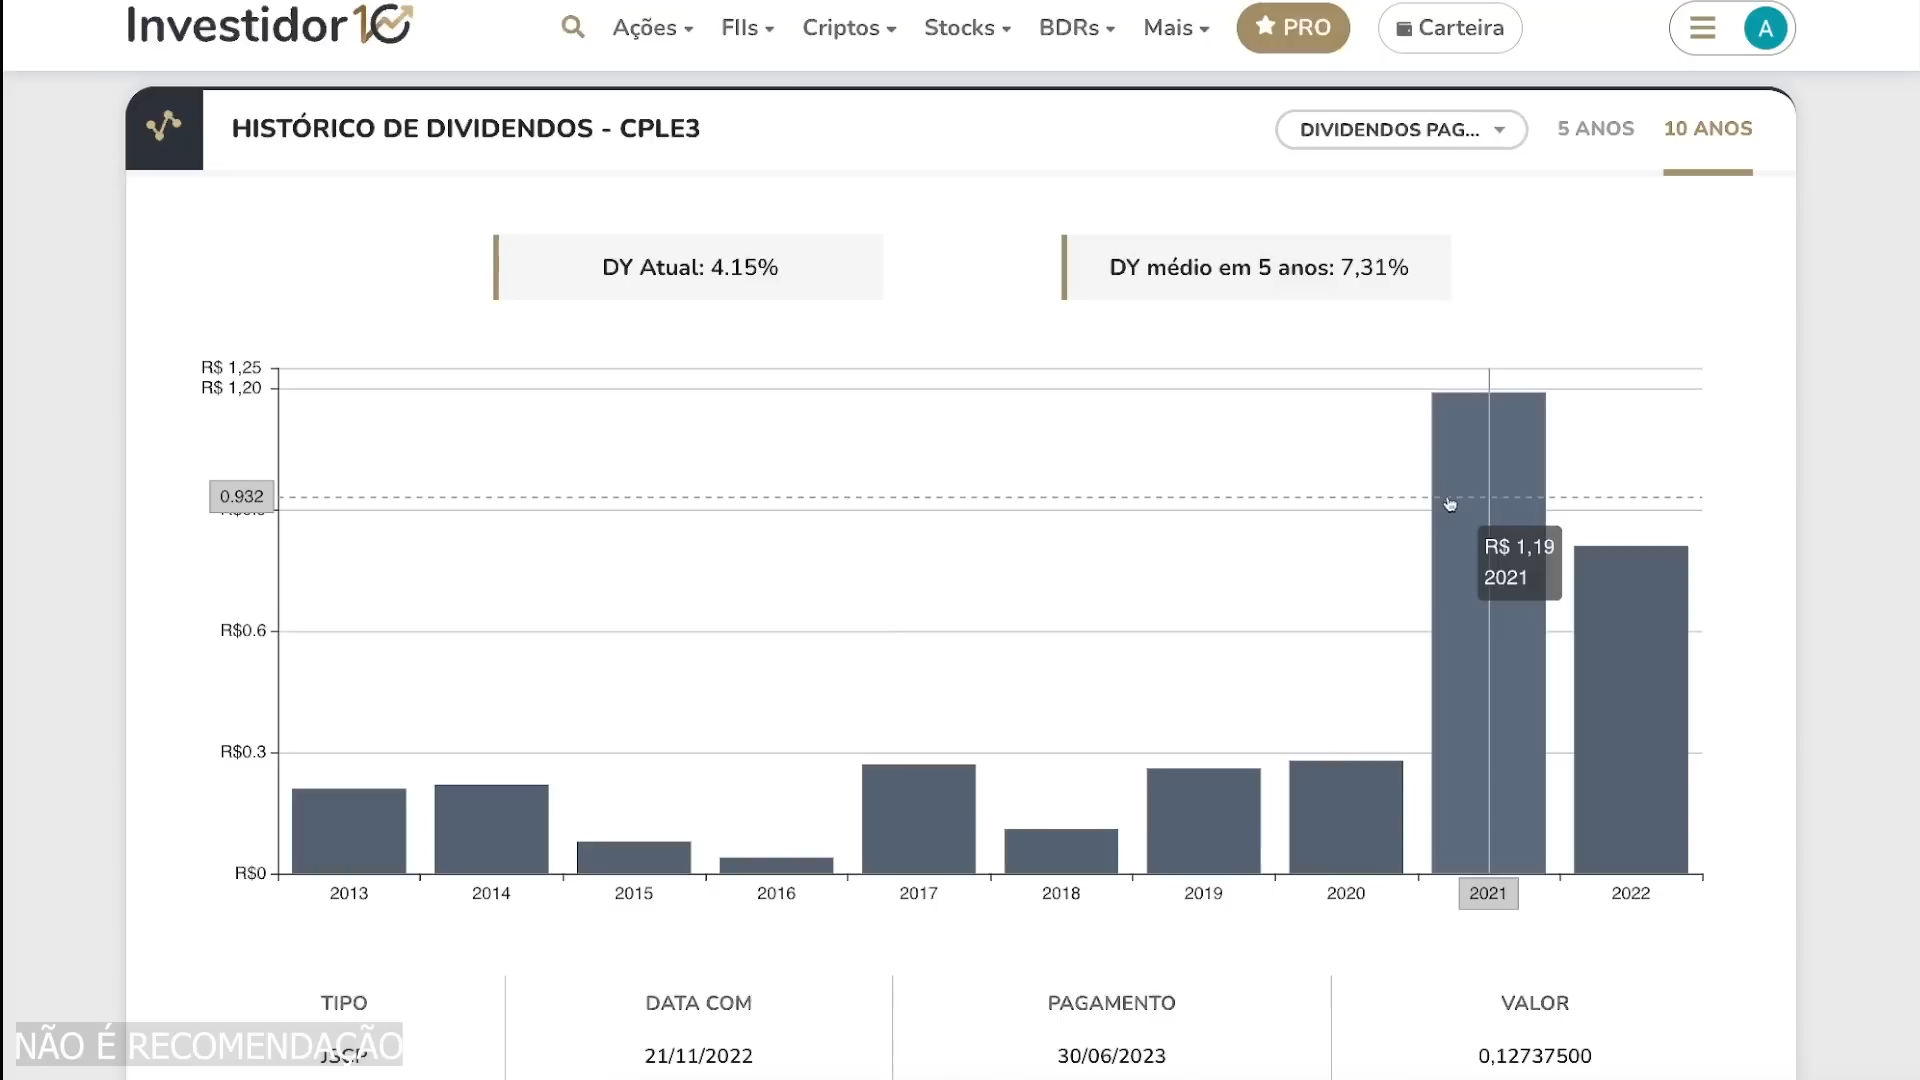 Investidor10
Ações
FIIs
Criptos
Stocks
BDRs
Mais
PRO
Carteira
A
HISTÓRICO DE DIVIDENDOS - CPLE3
DIVIDENDOS PAG...
5 ANOS
10 ANOS
DY Atual: 4.15%
DY médio em 5 anos: 7,31%
R$ 1,25
R$ 1,20
0.932
R$0.6
R$0.3
R$0
R$ 1,19
2021
2013
2014
2015
2016
2017
2018
2019
2020
2021
2022
TIPO
DATA COM
PAGAMENTO
VALOR
NÃO É RECOMENDAÇÃO
JSCP
21/11/2022
30/06/2023
0,12737500